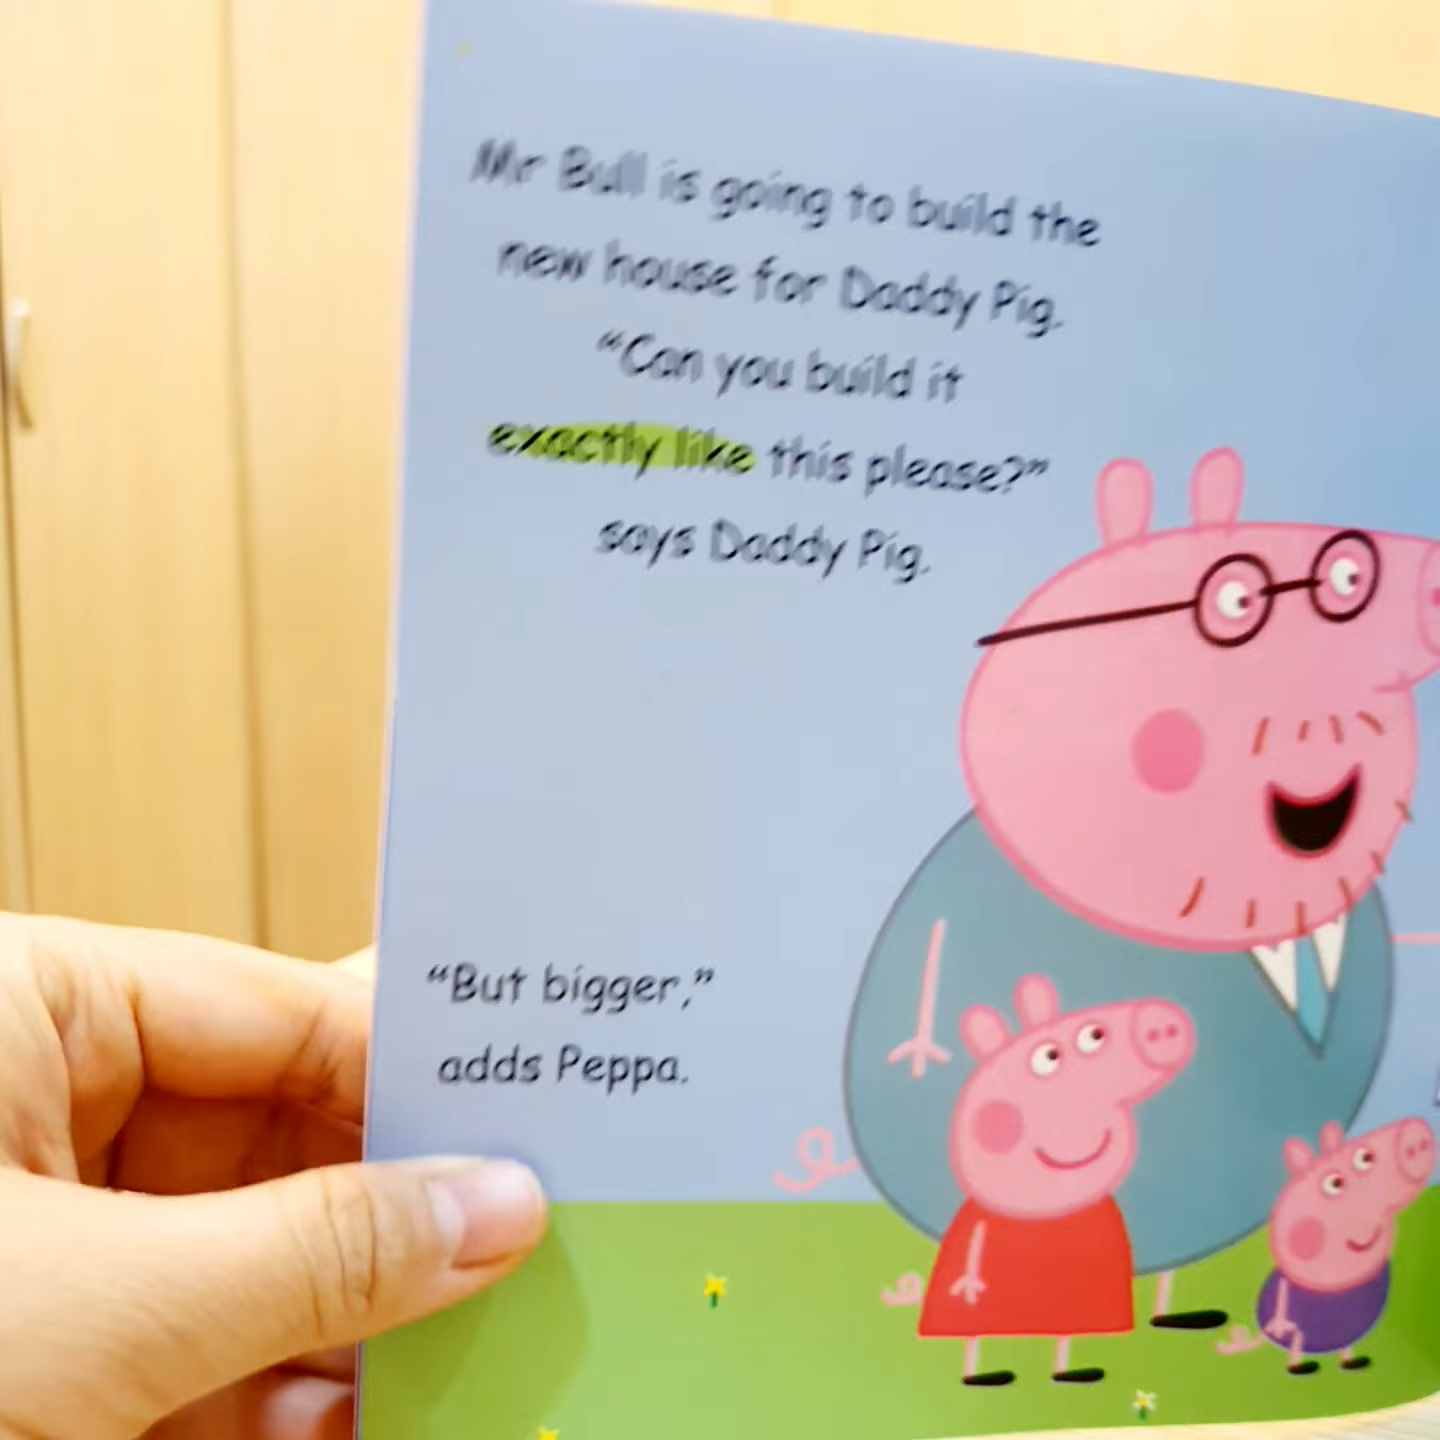 Mr Bull is going to build the
new house for Daddy Pig.
“Can you build it
exactly like this please?”
says Daddy Pig.
“But bigger,”
adds Peppa.